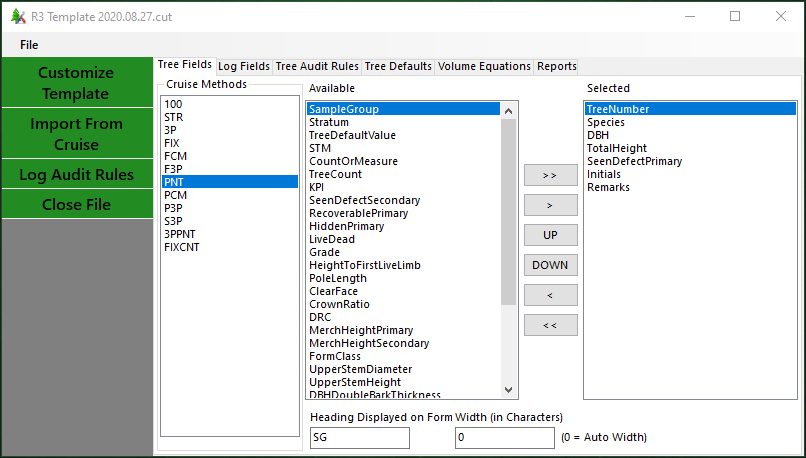 R3 Template 2020.08.27.cut
File
Customize
Template
Import From
Cruise
Log Audit Rules
Close File
Tree Fields
Log Fields
Tree Audit Rules
Tree Defaults
Volume Equations
Reports
Cruise Methods
100
STR
3P
FIX
FCM
F3P
PNT
PCM
P3P
S3P
3PPNT
FIXCNT
Available
SampleGroup
Stratum
TreeDefaultValue
STM
CountOrMeasure
TreeCount
KPI
SeenDefectSecondary
RecoverablePrimary
HiddenPrimary
LiveDead
Grade
HeightToFirstLiveLimb
PoleLength
ClearFace
CrownRatio
DRC
MerchHeightPrimary
MerchHeightSecondary
FormClass
UpperStemDiameter
UpperStemHeight
DBHDoubleBarkThickness
>>
>
UP
DOWN
<
<<
Selected
TreeNumber
Species
DBH
TotalHeight
SeenDefectPrimary
Initials
Remarks
Heading Displayed on Form
Width (in Characters)
SG
0
(0 = Auto Width)